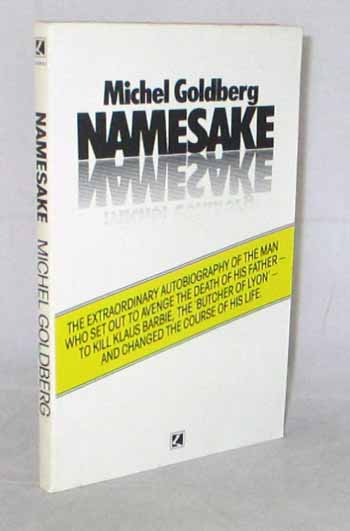 Michel Goldberg
NAMESAKE
THE EXTRAORDINARY AUTOBIOGRAPHY OF THE MAN
WHO SET OUT TO AVENGE THE DEATH OF HIS FATHER –
TO KILL KLAUS BARBIE, THE 'BUTCHER OF LYON' –
AND CHANGED THE COURSE OF HIS LIFE.
NAMESAKE MICHEL GOLDBERG